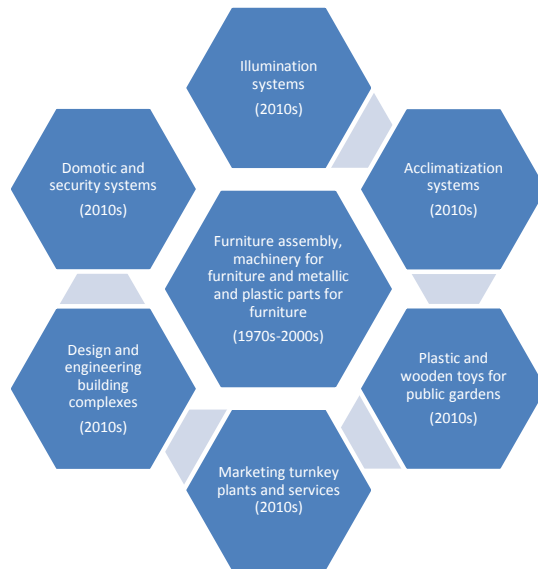 Illumination
systems
(2010s)
Domotic and
security systems
(2010s)
Acclimatization
systems
(2010s)
Furniture assembly,
machinery for
furniture and metallic
and plastic parts for
furniture
(1970s-2000s)
Design and
engineering
building
complexes
(2010s)
Plastic and
wooden toys for
public gardens
(2010s)
Marketing turnkey
plants and services
(2010s)